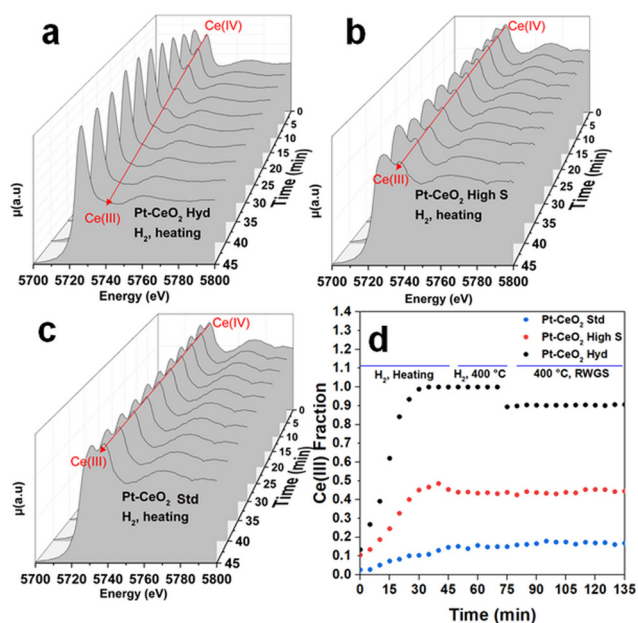 a
Ce(IV)
μ(a.u)
Ce(III)
Pt-CeO₂ Hyd
H₂, heating
0
5
10
15
20
25
30
35
40
45
Time (min)
5700 5720 5740 5760 5780 5800
Energy (eV)
b
Ce(IV)
μ(a.u)
Ce(III)
Pt-CeO₂ High S
H₂, heating
0
5
10
15
20
25
30
35
40
45
Time (min)
5700 5720 5740 5760 5780 5800
Energy (eV)
c
Ce(IV)
μ(a.u)
Ce(III)
Pt-CeO₂ Std
H₂, heating
0
5
10
15
20
25
30
35
40
45
Time (min)
5700 5720 5740 5760 5780 5800
Energy (eV)
d
Pt-CeO₂ Std
Pt-CeO₂ High S
Pt-CeO₂ Hyd
H₂, Heating H₂, 400 °C 400 °C, RWGS
Ce(III) Fraction
1.4
1.3
1.2
1.1
1.0
0.9
0.8
0.7
0.6
0.5
0.4
0.3
0.2
0.1
0.0
0 15 30 45 60 75 90 105 120 135
Time (min)